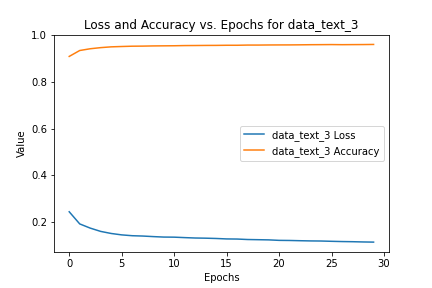 Loss and Accuracy vs. Epochs for data_text_3
1.0
0.8
0.6
0.4
0.2
Value
data_text_3 Loss
data_text_3 Accuracy
0 5 10 15 20 25 30
Epochs